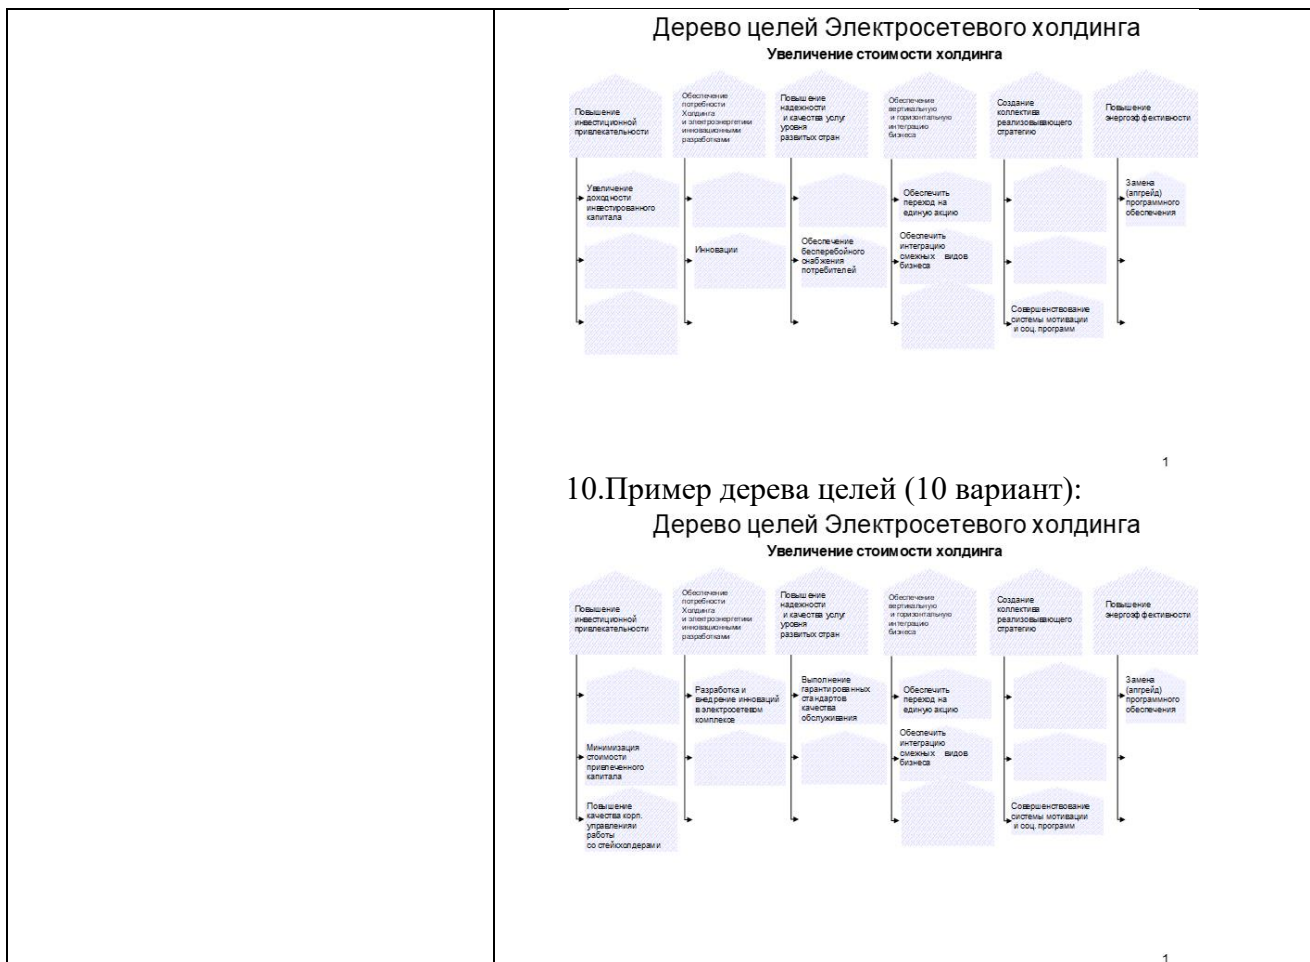 Дерево целей Электросетевого холдинга
Увеличение стоимости холдинга
Повышение
инвестиционной
привлекательности
Обеспечение
потребности
Холдинга
и электроэнергетики
инновационными
разработками
Повышение
надежности
и качества услуг
уровня
развитых стран
Обеспечение
вертикальную
и горизонтальную
интеграцию
бизнеса
Создание
коллектива
реализовывающего
стратегию
Повышение
энергоэффективности
Увеличение
доходности
инвестированного
капитала
Инновации
Обеспечение
бесперебойного
снабжения
потребителей
Обеспечить
переход на
единую акцию
Обеспечить
интеграцию
смежных видов
бизнеса
Совершенствование
системы мотивации
и соц. программ
Замена
(апгрейд)
программного
обеспечения
1
10.Пример дерева целей (10 вариант):
Дерево целей Электросетевого холдинга
Увеличение стоимости холдинга
Повышение
инвестиционной
привлекательности
Обеспечение
потребности
Холдинга
и электроэнергетики
инновационными
разработками
Повышение
надежности
и качества услуг
уровня
развитых стран
Обеспечение
вертикальную
и горизонтальную
интеграцию
бизнеса
Создание
коллектива
реализовывающего
стратегию
Повышение
энергоэффективности
Минимизация
стоимости
привлеченного
капитала
Повышение
качества корп.
управленияи
работы
со стейкхолдерами
Разработка и
внедрение инноваций
в электросетевом
комплексе
Выполнение
гарантированных
стандартов
качества
обслуживания
Обеспечить
переход на
единую акцию
Обеспечить
интеграцию
смежных видов
бизнеса
Совершенствование
системы мотивации
и соц. программ
Замена
(апгрейд)
программного
обеспечения
1